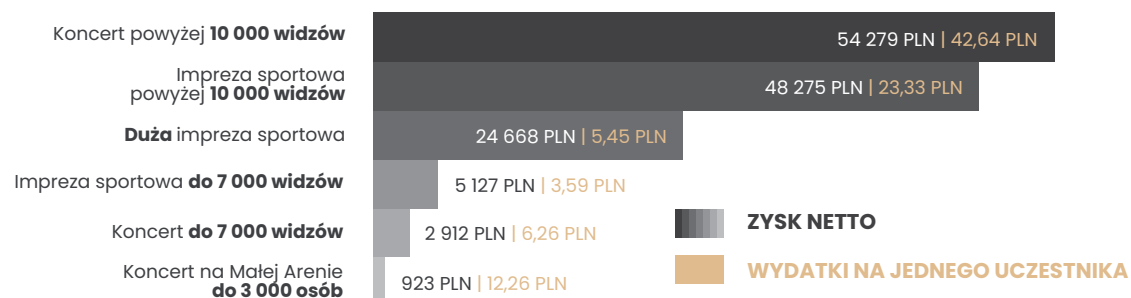 Koncert powyżej 10 000 widzów
54 279 PLN | 42,64 PLN
Impreza sportowa
powyżej 10 000 widzów
48 275 PLN | 23,33 PLN
Duża impreza sportowa
24 668 PLN | 5,45 PLN
Impreza sportowa do 7 000 widzów
5 127 PLN | 3,59 PLN
Koncert do 7 000 widzów
2 912 PLN | 6,26 PLN
Koncert na Małej Arenie
do 3 000 osób
923 PLN | 12,26 PLN
ZYSK NETTO
WYDATKI NA JEDNEGO UCZESTNIKA